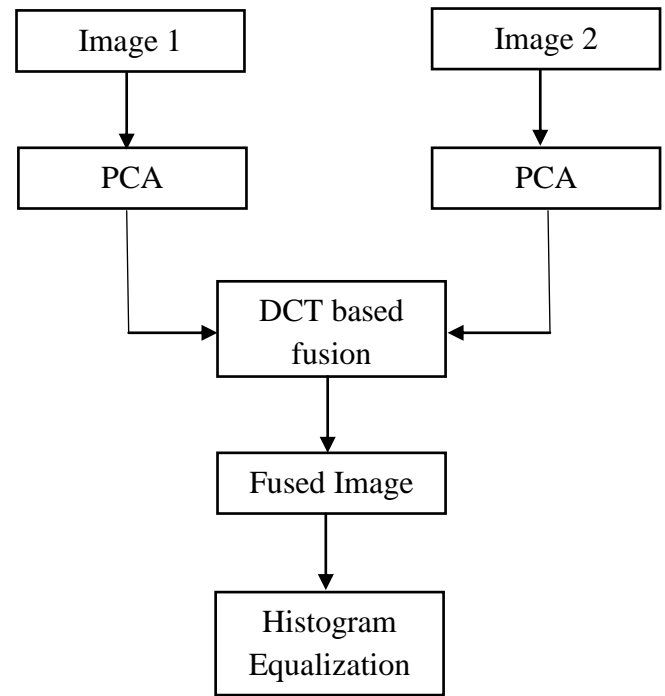 Image 1
Image 2
PCA
PCA
DCT based
fusion
Fused Image
Histogram
Equalization